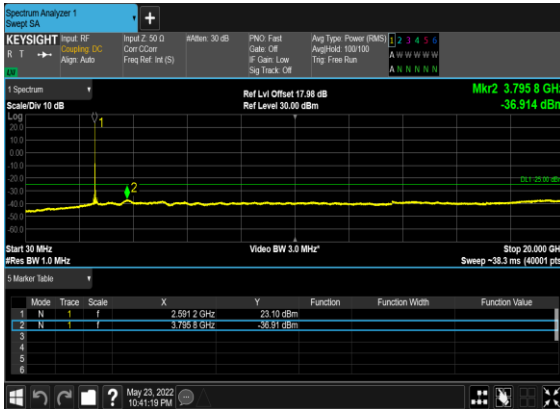 Spectrum Analyzer 1
Swept SA
+
KEYSIGHT
R T
LXI
Input: RF
Coupling: DC
Align: Auto
Input Z: 50 Ω
Corr CCorr
Freq Ref: Int (S)
#Atten: 30 dB
PNO: Fast
Gate: Off
IF Gain: Low
Sig Track: Off
Avg Type: Power (RMS)
Avg|Hold: 100/100
Trig: Free Run
1 2 3 4 5 6
A W W W W W
A N N N N N
1 Spectrum
Scale/Div 10 dB
Ref Lvl Offset 17.98 dB
Ref Level 30.00 dBm
Mkr2 3.795 8 GHz
-36.914 dBm
Log
20.0
10.0
0.00
-10.0
-20.0
-30.0
-40.0
-50.0
-60.0
1
2
DL1 -25.00 dBm
Start 30 MHz
#Res BW 1.0 MHz
Video BW 3.0 MHz*
Stop 20.000 GHz
Sweep ~38.3 ms (40001 pts)
5 Marker Table
Mode Trace Scale X Y Function Function Width Function Value
1 N 1 f 2.591 2 GHz 23.10 dBm
2 N 1 f 3.795 8 GHz -36.91 dBm
3
4
5
6
?
May 23, 2022
10:41:19 PM